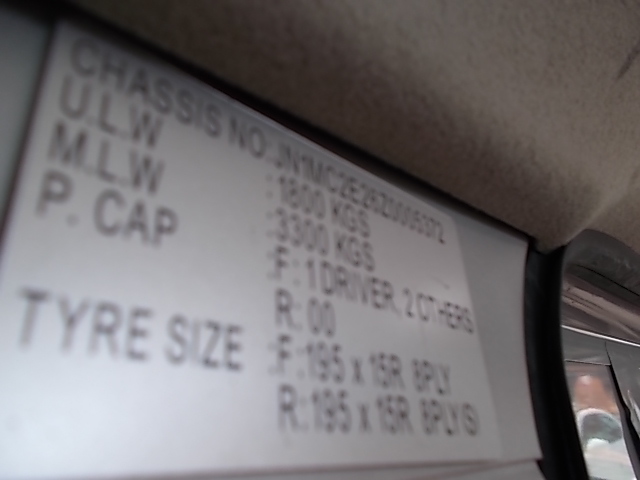 CHASSIS NO: JN1MC2E26Z0005372
U.L.W : 1800 KGS
M.L.W : 3300 KGS
P. CAP : F: 1 DRIVER, 2 OTHERS
R: 00
TYRE SIZE : F: 195 x 15R 8PLY
R: 195 x 15R 8PLY(S)